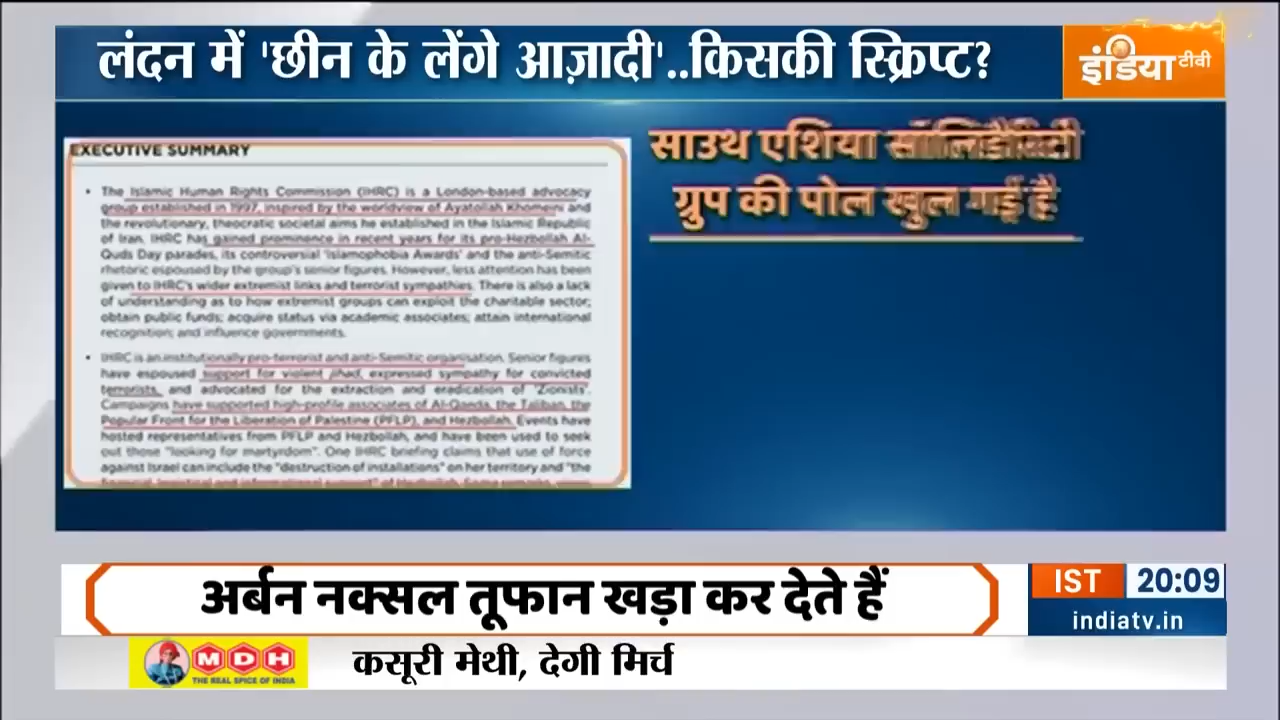 लंदन में 'छीन के लेंगे आज़ादी'..किसकी स्क्रिप्ट?
इंडिया टीवी
EXECUTIVE SUMMARY
• The Islamic Human Rights Commission (IHRC) is a London-based advocacy
group established in 1997, inspired by the worldview of Ayatollah Khomeini and
the revolutionary, theocratic societal aims he established in the Islamic Republic
of Iran. IHRC has gained prominence in recent years for its pro-Hezbollah Al-
Quds Day parades, its controversial 'Islamophobia Awards' and the anti-Semitic
rhetoric espoused by the group's senior figures. However, less attention has been
given to IHRC's wider extremist links and terrorist sympathies. There is also a lack
of understanding as to how extremist groups can exploit the charitable sector;
obtain public funds; acquire status via academic associates; attain international
recognition; and influence governments.
• IHRC is an institutionally pro-terrorist and anti-Semitic organisation. Senior figures
have espoused support for violent jihad, expressed sympathy for convicted
terrorists, and advocated for the extraction and eradication of 'Zionists'.
Campaigns have supported high-profile associates of Al-Qaeda, the Taliban, the
Popular Front for the Liberation of Palestine (PFLP), and Hezbollah. Events have
hosted representatives from PFLP and Hezbollah, and have been used to seek
out those "looking for martyrdom". One IHRC briefing claims that use of force
against Israel can include the "destruction of installations" on her territory and "the
साउथ एशिया सॉलिडैरिटी
ग्रुप की पोल खुल गई है
अर्बन नक्सल तूफान खड़ा कर देते हैं
IST 20:09
indiatv.in
MDH
THE REAL SPICE OF INDIA
कसूरी मेथी, देगी मिर्च